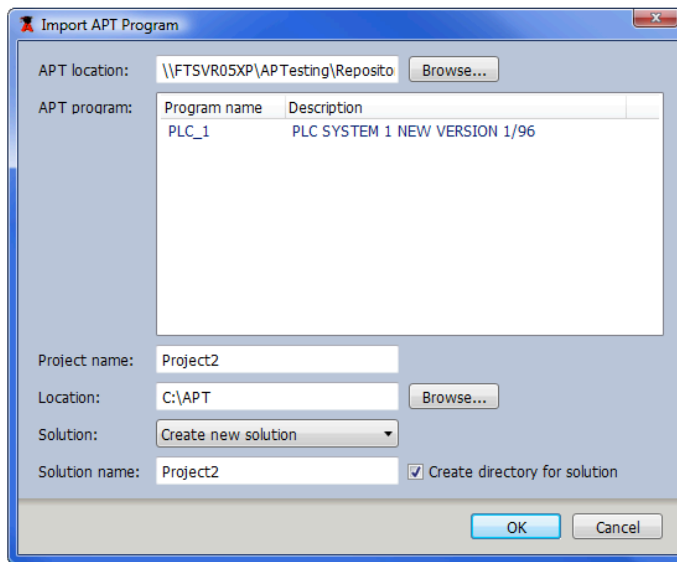 Import APT Program
APT location: \\FTSVR05XP\APTesting\Reposito Browse...
APT program: Program name Description
PLC_1 PLC SYSTEM 1 NEW VERSION 1/96
Project name: Project2
Location: C:\APT Browse...
Solution: Create new solution
Solution name: Project2 Create directory for solution
OK Cancel